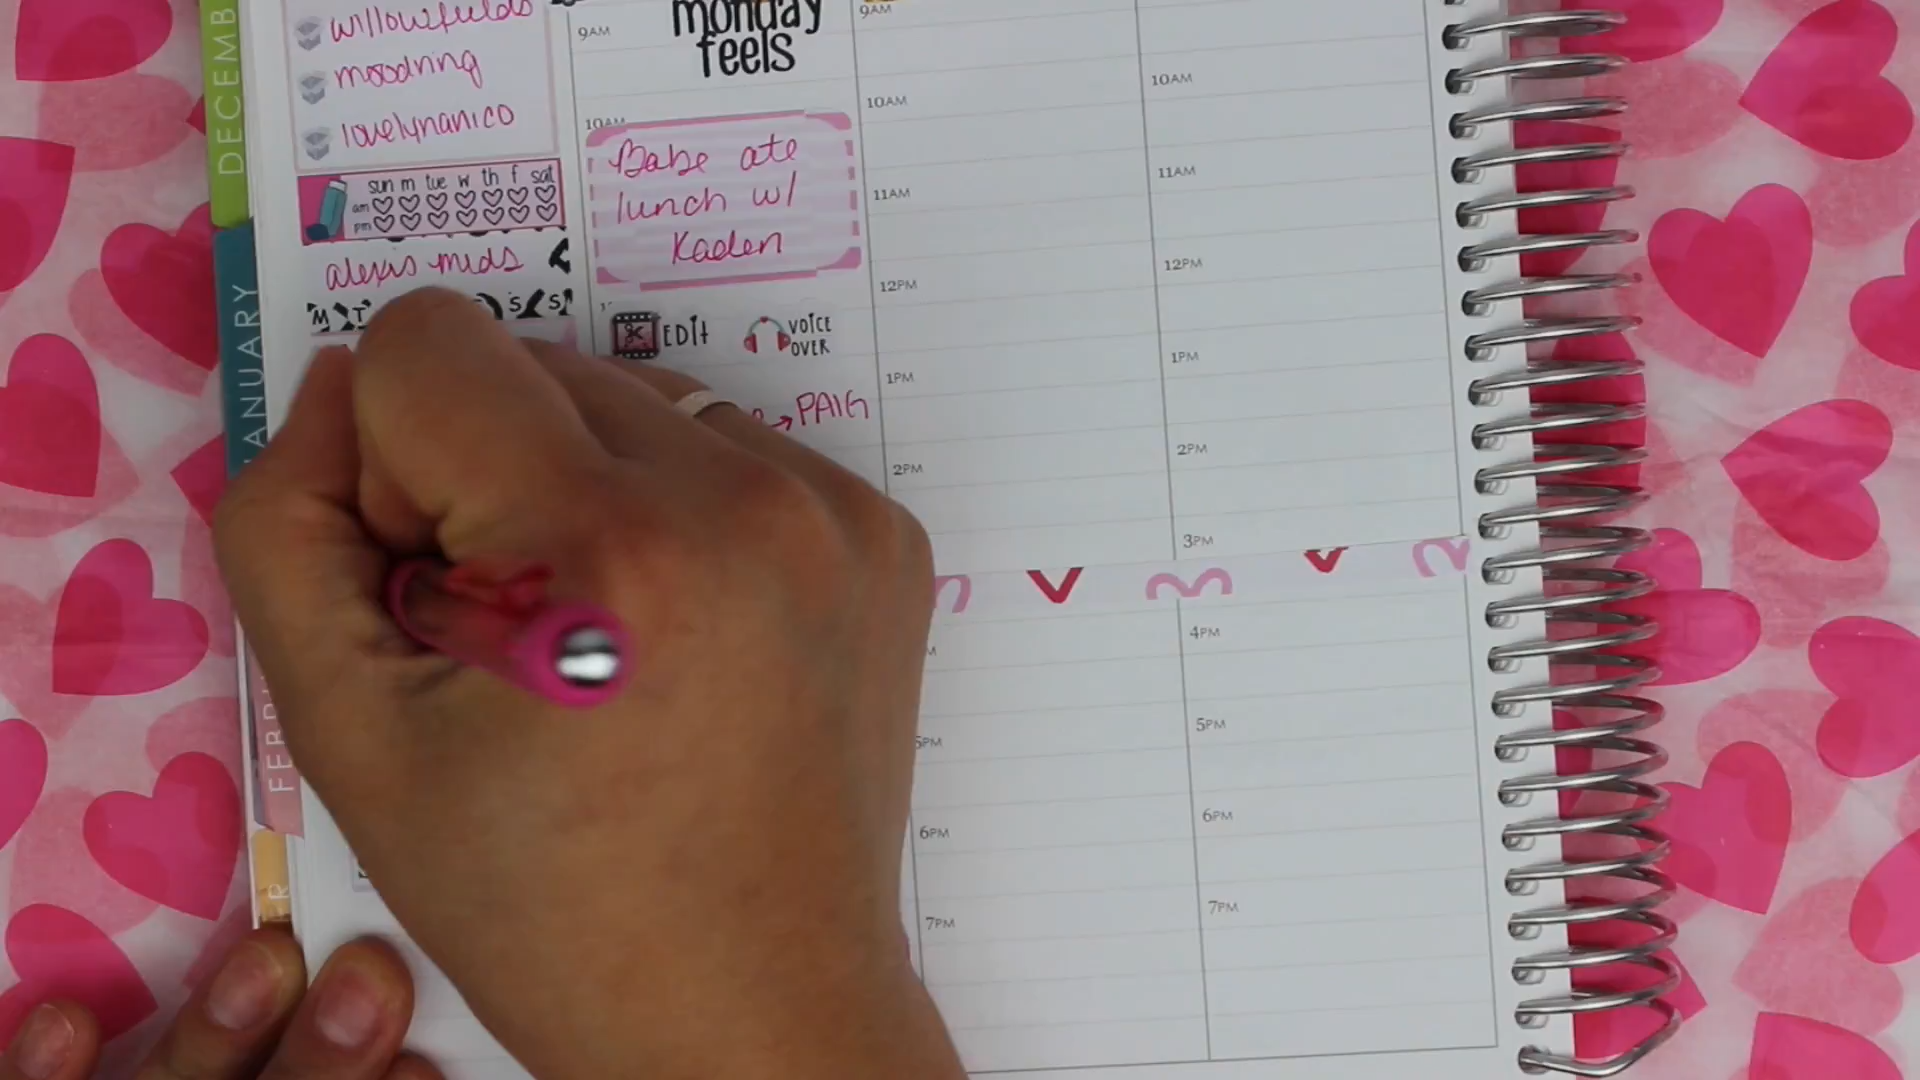 DECEMB
JANUARY
FEBR
R
willowfields
moodring
lovelynanico
sun m tue w th f sat
am
pm
alexis meds
M T S S
9AM
monday
feels
10AM
Babe ate
lunch w/
Kaden
EDIT
VOICE
OVER
→ PAIG
9AM
10AM
11AM
12PM
1PM
2PM
5PM
6PM
7PM
10AM
11AM
12PM
1PM
2PM
3PM
4PM
5PM
6PM
7PM